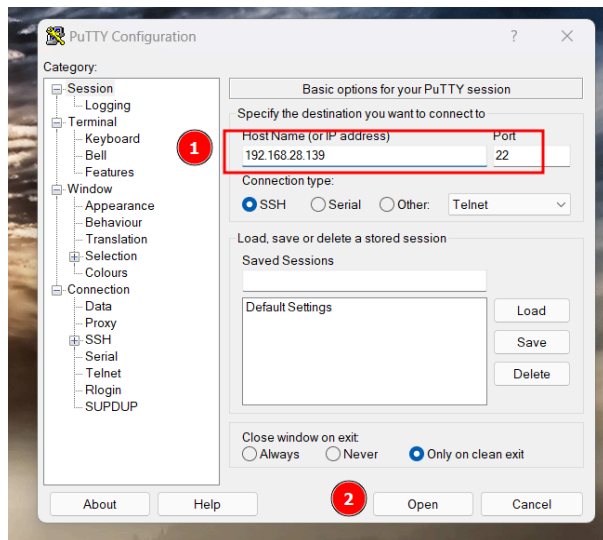 PuTTY Configuration
?
Category:
Session
Logging
Terminal
Keyboard
Bell
Features
Window
Appearance
Behaviour
Translation
Selection
Colours
Connection
Data
Proxy
SSH
Serial
Telnet
Rlogin
SUPDUP
Basic options for your PuTTY session
Specify the destination you want to connect to
Host Name (or IP address) Port
1
192.168.28.139 22
Connection type:
SSH Serial Other: Telnet
Load, save or delete a stored session
Saved Sessions
Default Settings
Load
Save
Delete
Close window on exit:
Always Never Only on clean exit
About Help 2 Open Cancel